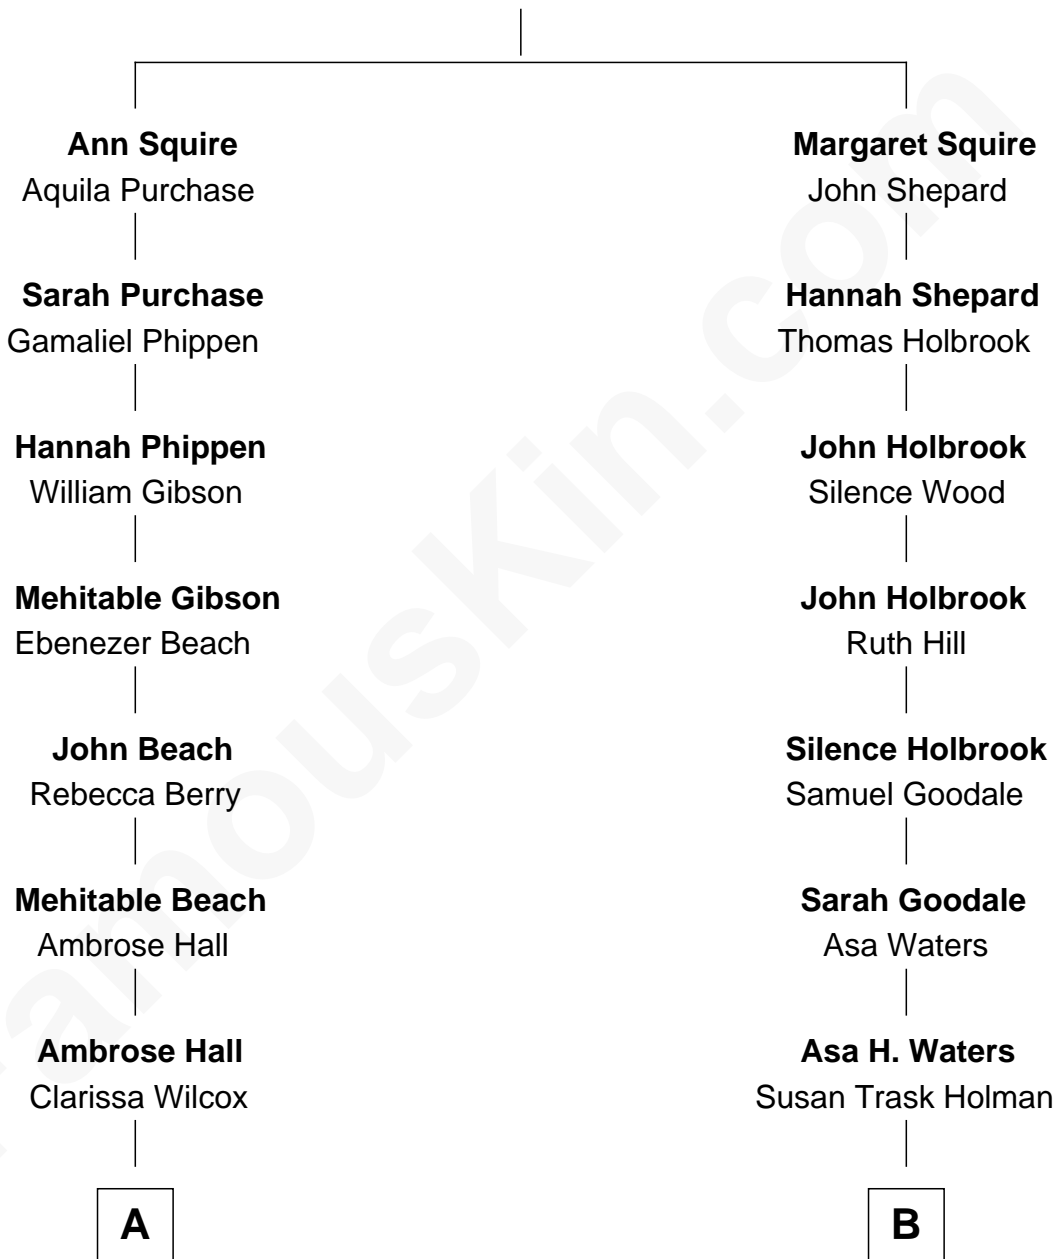 Ann Squire
Aquila Purchase
Sarah Purchase
Gamaliel Phippen
Hannah Phippen
William Gibson
Mehitable Gibson
Ebenezer Beach
John Beach
Rebecca Berry
Mehitable Beach
Ambrose Hall
Ambrose Hall
Clarissa Wilcox
A
Margaret Squire
John Shepard
Hannah Shepard
Thomas Holbrook
John Holbrook
Silence Wood
John Holbrook
Ruth Hill
Silence Holbrook
Samuel Goodale
Sarah Goodale
Asa Waters
Asa H. Waters
Susan Trask Holman
B
FamousKin.com